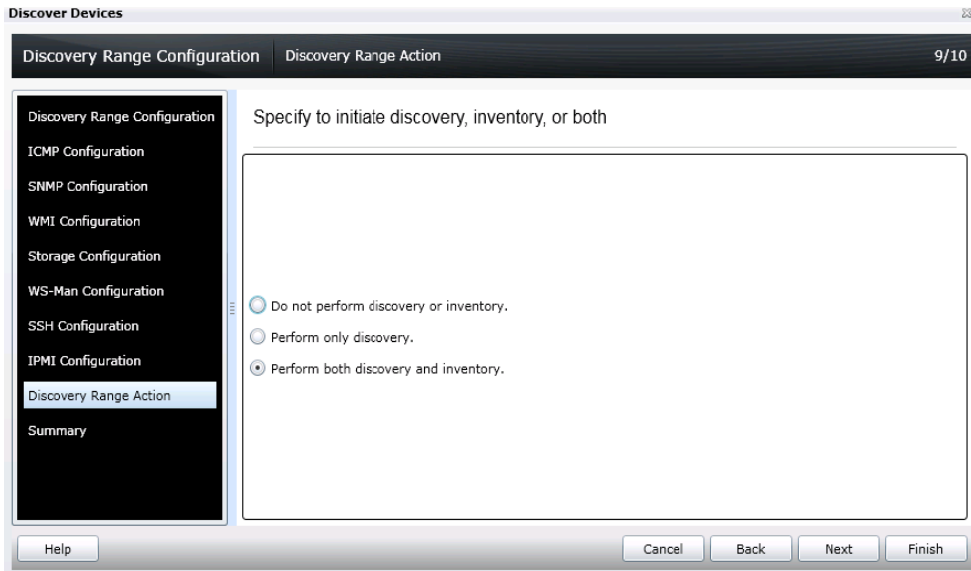 Discover Devices
Discovery Range Configuration Discovery Range Action 9/10
Discovery Range Configuration
ICMP Configuration
SNMP Configuration
WMI Configuration
Storage Configuration
WS-Man Configuration
SSH Configuration
IPMI Configuration
Discovery Range Action
Summary
Specify to initiate discovery, inventory, or both
Do not perform discovery or inventory.
Perform only discovery.
Perform both discovery and inventory.
Help Cancel Back Next Finish